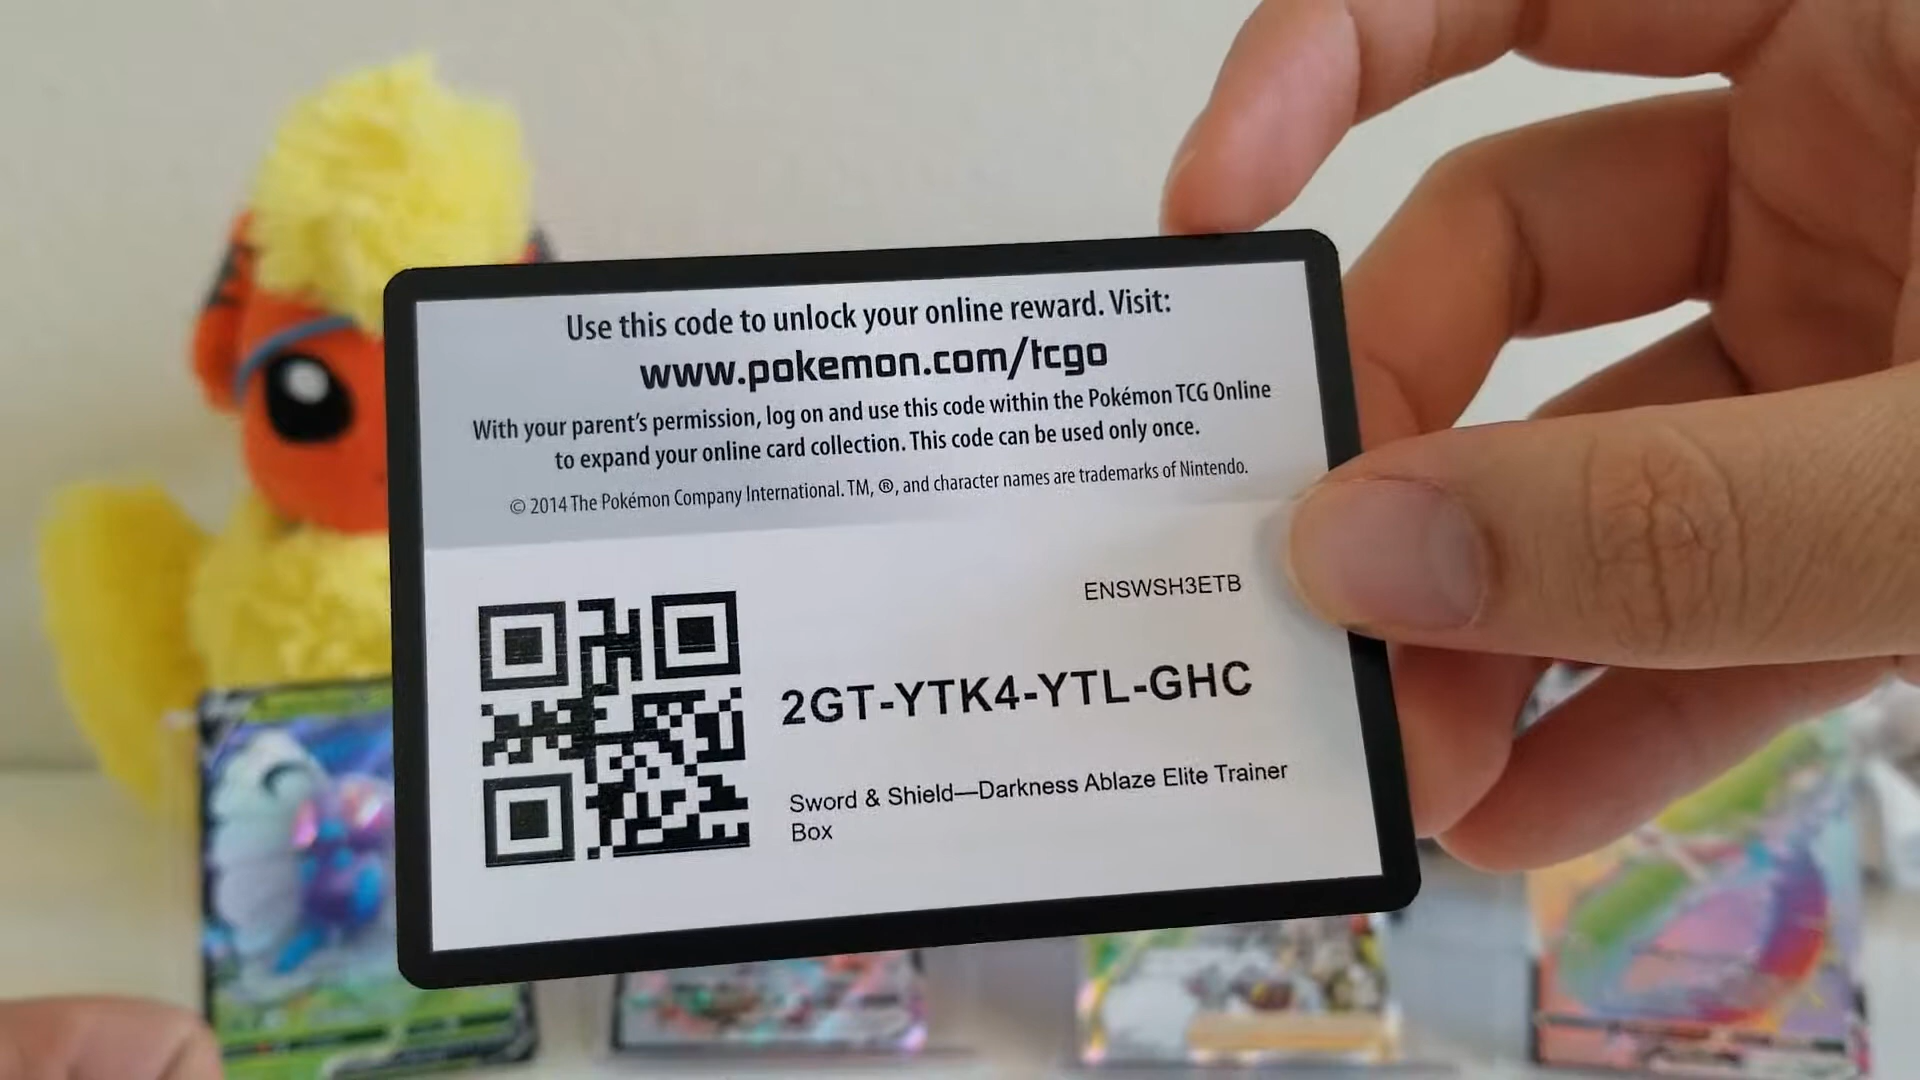 Use this code to unlock your online reward. Visit:
www.pokemon.com/tcgo
With your parent's permission, log on and use this code within the Pokémon TCG Online
to expand your online card collection. This code can be used only once.
© 2014 The Pokémon Company International. TM, ®, and character names are trademarks of Nintendo.
ENSWSH3ETB
2GT-YTK4-YTL-GHC
Sword & Shield—Darkness Ablaze Elite Trainer
Box